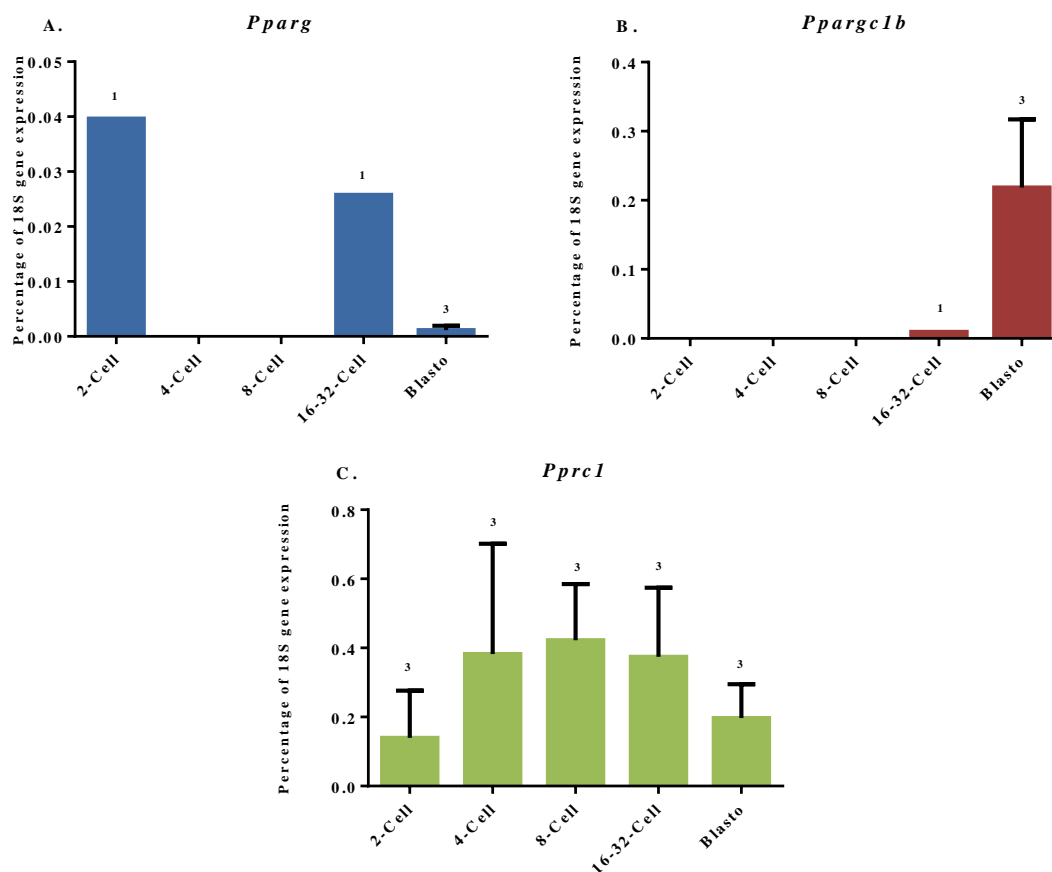 A. Pparg
Percentage of 18S gene expression
0.05
0.04
0.03
0.02
0.01
0.00
1
1
3
2-Cell
4-Cell
8-Cell
16-32-Cell
Blasto
B. Ppargc1b
Percentage of 18S gene expression
0.4
0.3
0.2
0.1
0.0
1
3
2-Cell
4-Cell
8-Cell
16-32-Cell
Blasto
C. Pprc1
Percentage of 18S gene expression
0.8
0.6
0.4
0.2
0.0
3
3
3
3
3
2-Cell
4-Cell
8-Cell
16-32-Cell
Blasto